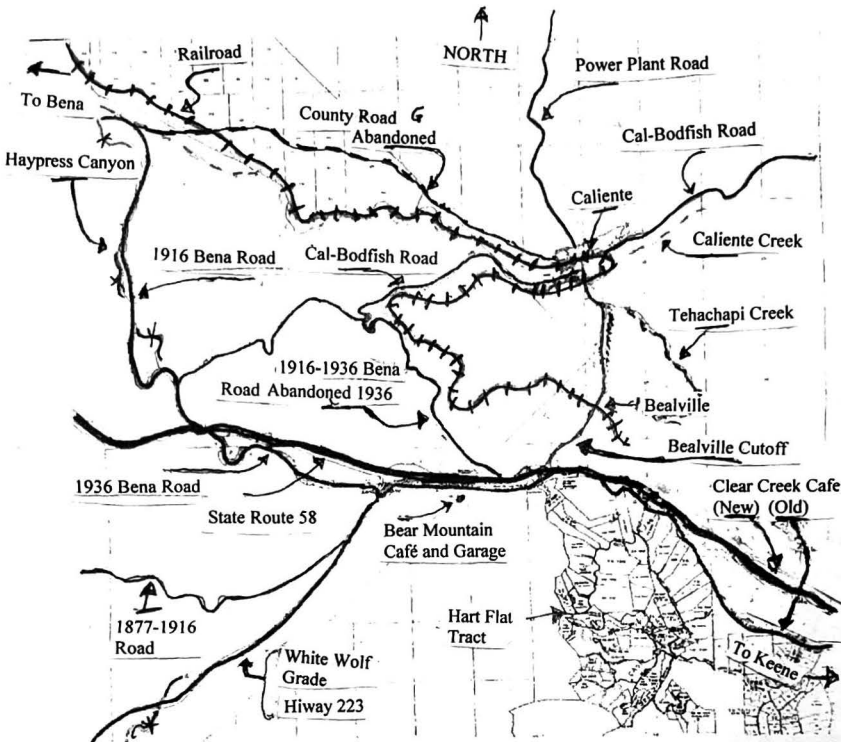 NORTH
Railroad
Power Plant Road
To Bena
County Road G
Abandoned
Cal-Bodfish Road
Haypress Canyon
Caliente
1916 Bena Road
Cal-Bodfish Road
Caliente Creek
Tehachapi Creek
1916-1936 Bena
Road Abandoned 1936
Bealville
Bealville Cutoff
1936 Bena Road
State Route 58
Clear Creek Cafe
(New) (Old)
Bear Mountain
Café and Garage
1877-1916
Road
Hart Flat
Tract
White Wolf
Grade
Hiway 223
To Keene